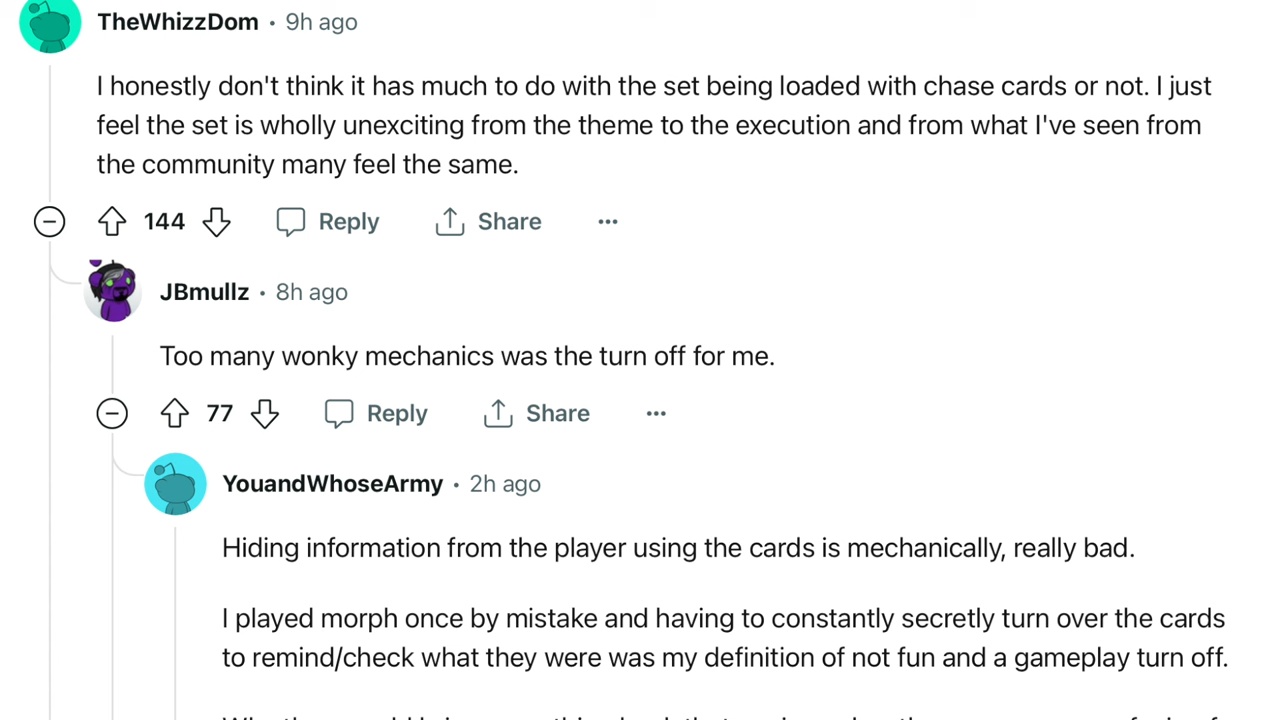 TheWhizzDom • 9h ago
I honestly don't think it has much to do with the set being loaded with chase cards or not. I just
feel the set is wholly unexciting from the theme to the execution and from what I've seen from
the community many feel the same.
144 Reply Share ...
JBmullz • 8h ago
Too many wonky mechanics was the turn off for me.
77 Reply Share ...
YouandWhoseArmy • 2h ago
Hiding information from the player using the cards is mechanically, really bad.
I played morph once by mistake and having to constantly secretly turn over the cards
to remind/check what they were was my definition of not fun and a gameplay turn off.